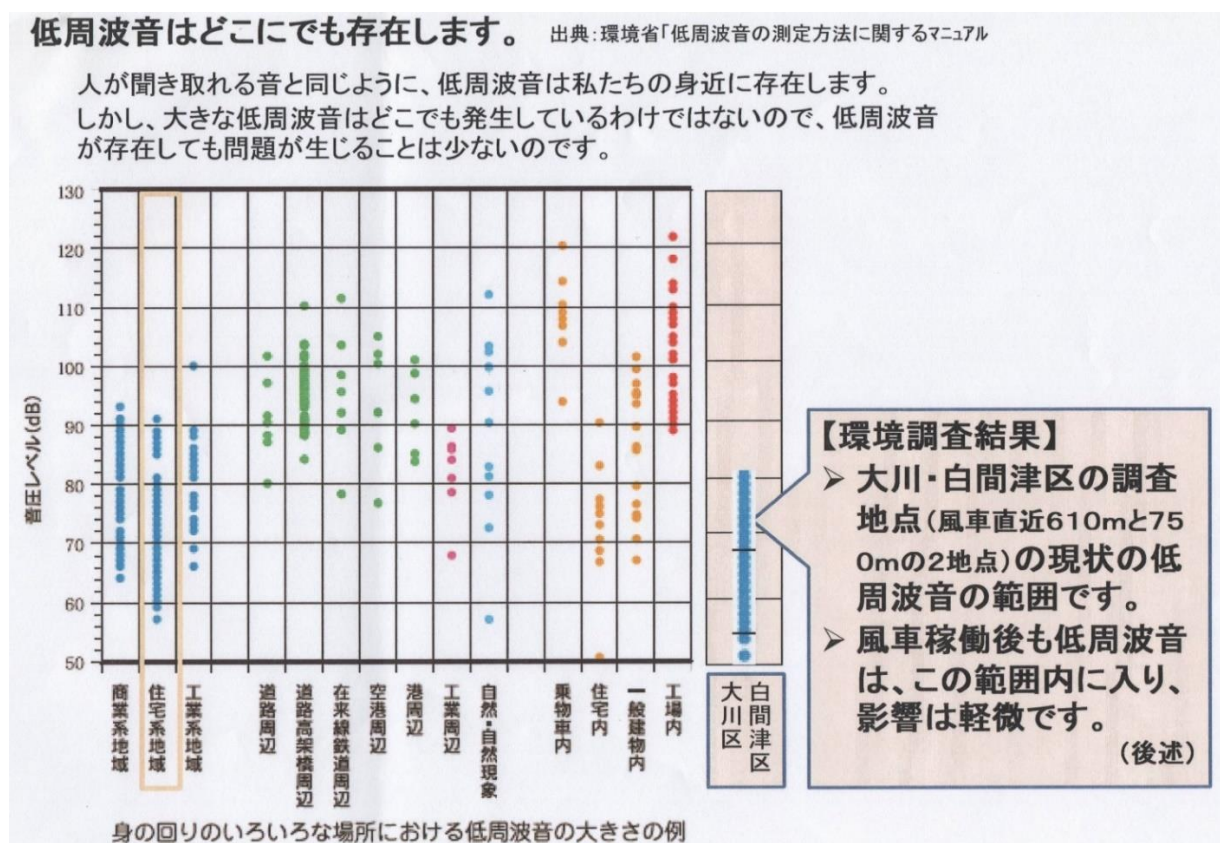 低周波音はどこにでも存在します。 出典:環境省「低周波音の測定方法に関するマニュアル
人が聞き取れる音と同じように、低周波音は私たちの身近に存在します。
しかし、大きな低周波音はどこでも発生しているわけではないので、低周波音
が存在しても問題が生じることは少ないのです。
音圧レベル(dB)
130
120
110
100
90
80
70
60
50
商業系地域
住宅系地域
工業系地域
道路周辺
道路高架橋周辺
在来線鉄道周辺
空港周辺
港周辺
工業周辺
自然・自然現象
乗物車内
住宅内
一般建物内
工場内
白間津区
大川区
【環境調査結果】
➢ 大川・白間津区の調査
地点(風車直近610mと75
0mの2地点)の現状の低
周波音の範囲です。
➢ 風車稼働後も低周波音
は、この範囲内に入り、
影響は軽微です。
(後述)
身の回りのいろいろな場所における低周波音の大きさの例